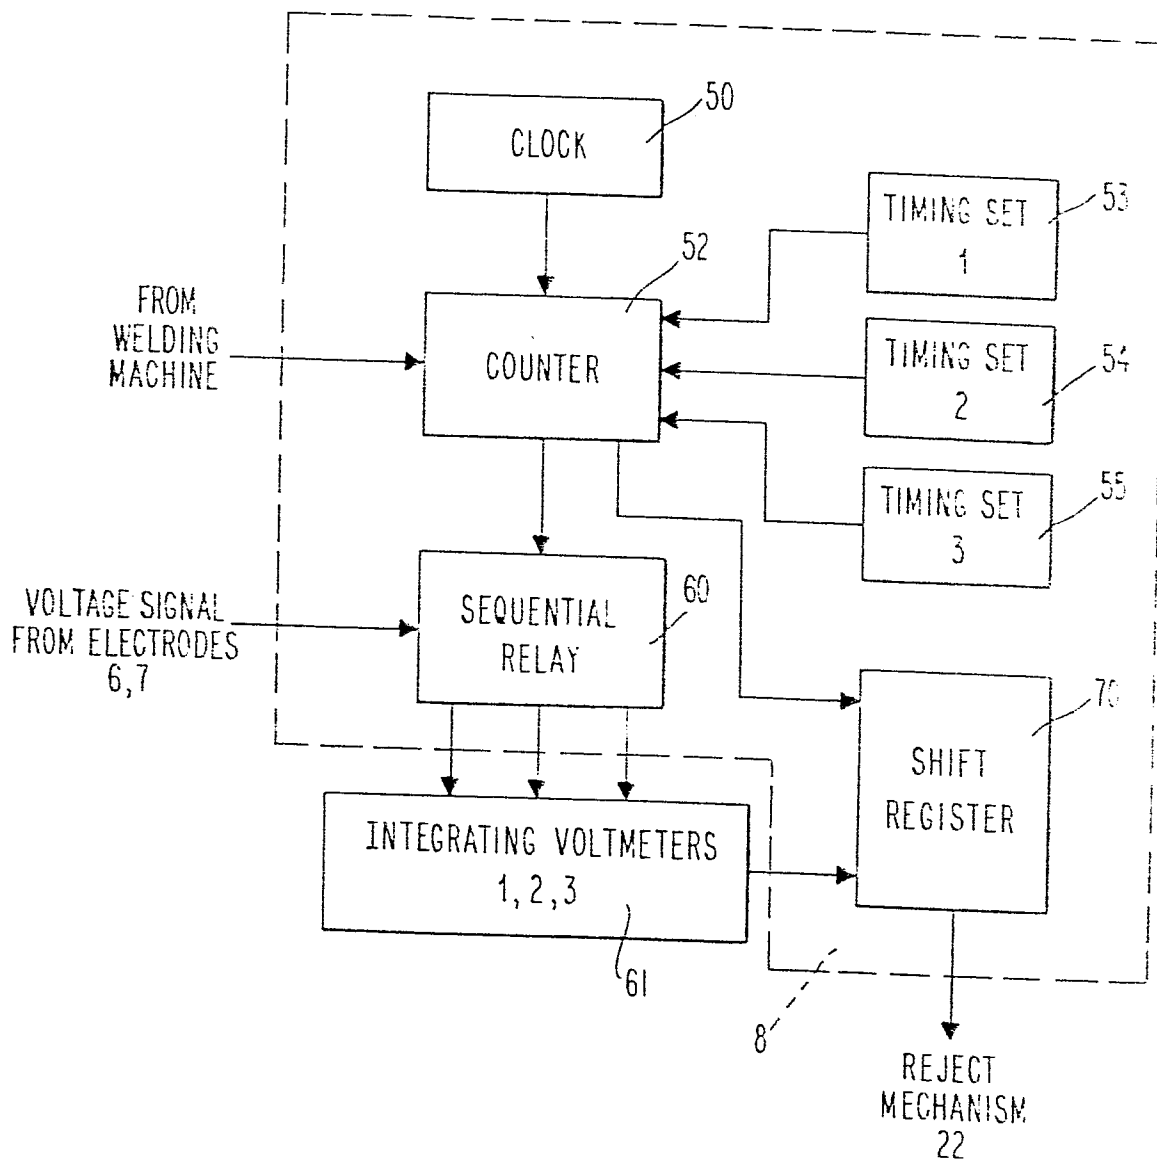 50
CLOCK
TIMING SET
1
53
52
FROM
WELDING
MACHINE
COUNTER
TIMING SET
2
54
TIMING SET
3
55
VOLTAGE SIGNAL
FROM ELECTRODES
6,7
SEQUENTIAL
RELAY
60
70
SHIFT
REGISTER
INTEGRATING VOLTMETERS
1, 2, 3
61
8
REJECT
MECHANISM
22